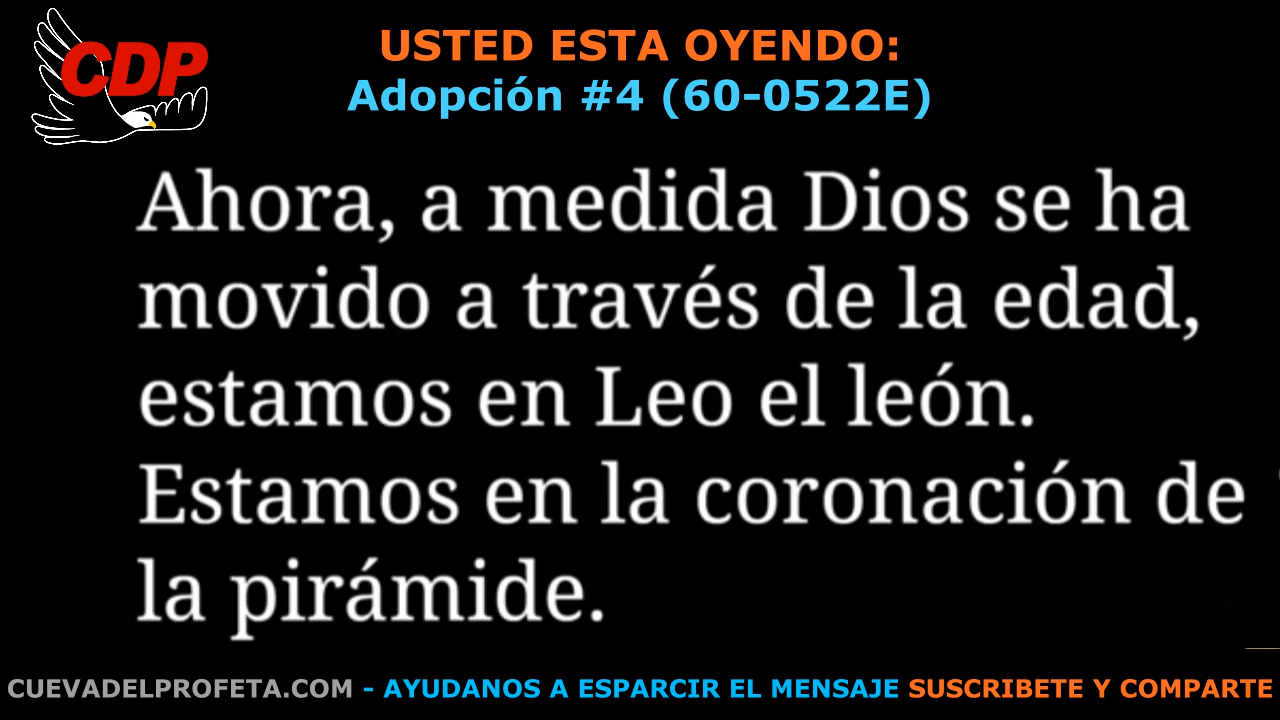 CDP
USTED ESTA OYENDO:
Adopción #4 (60-0522E)
Ahora, a medida Dios se ha
movido a través de la edad,
estamos en Leo el león.
Estamos en la coronación de
la pirámide.
CUEVADELPROFETA.COM - AYUDANOS A ESPARCIR EL MENSAJE SUSCRIBETE Y COMPARTE